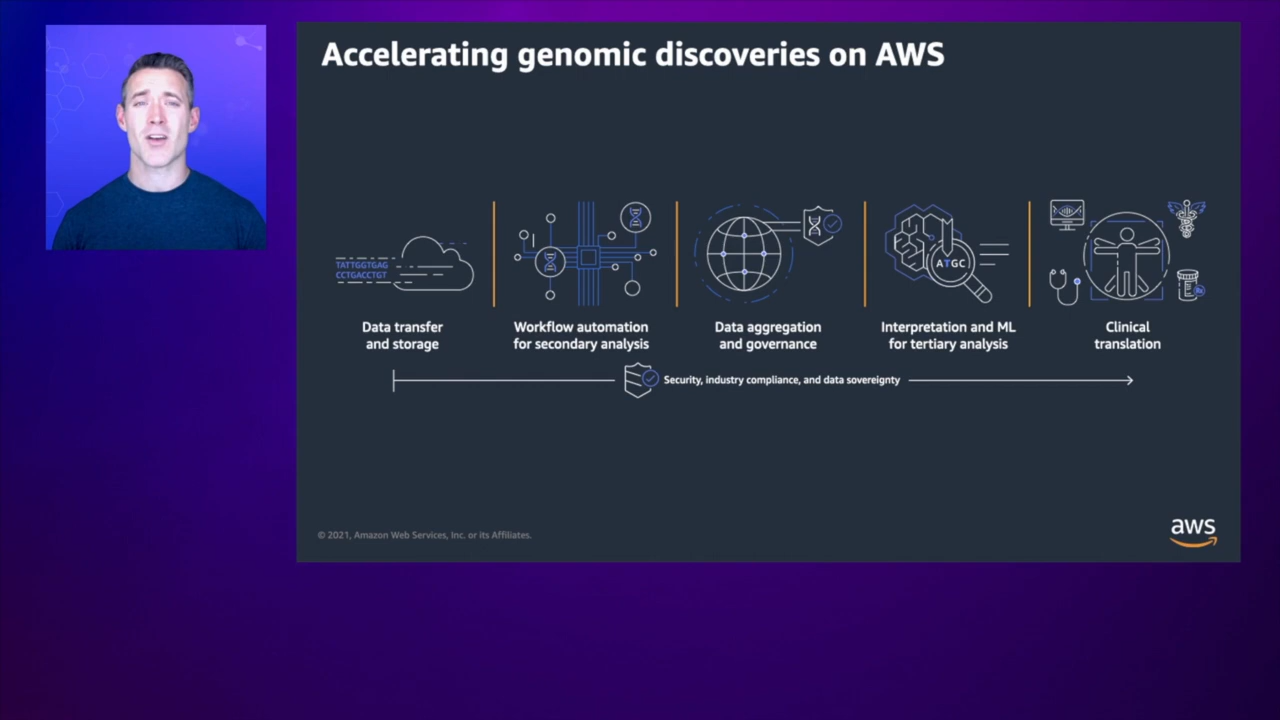 Accelerating genomic discoveries on AWS
TATTGGTGAG
CCTGACCTGT
ATGC
Data transfer
and storage
Workflow automation
for secondary analysis
Data aggregation
and governance
Interpretation and ML
for tertiary analysis
Clinical
translation
Security, industry compliance, and data sovereignty
© 2021, Amazon Web Services, Inc. or its Affiliates.
aws